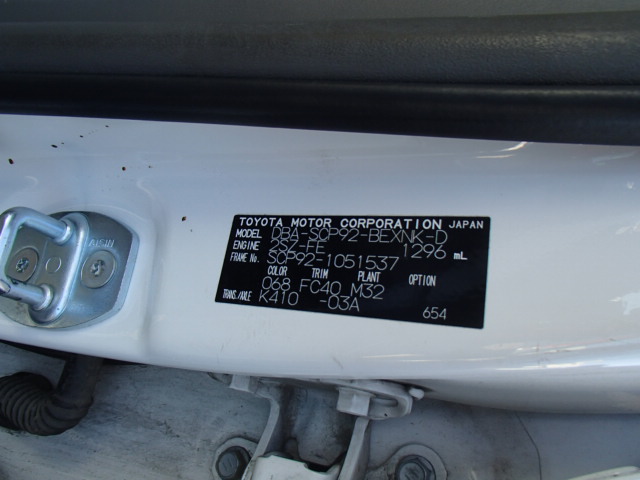 TOYOTA MOTOR CORPORATION JAPAN
MODEL DBA-SCP92-BEXNK-D
ENGINE 2SZ-FE 1296 mL
FRAME No. SCP92-1051537
COLOR TRIM PLANT OPTION
068 FC40 M32
TRANS./AXLE K410 -03A
654
AISIN